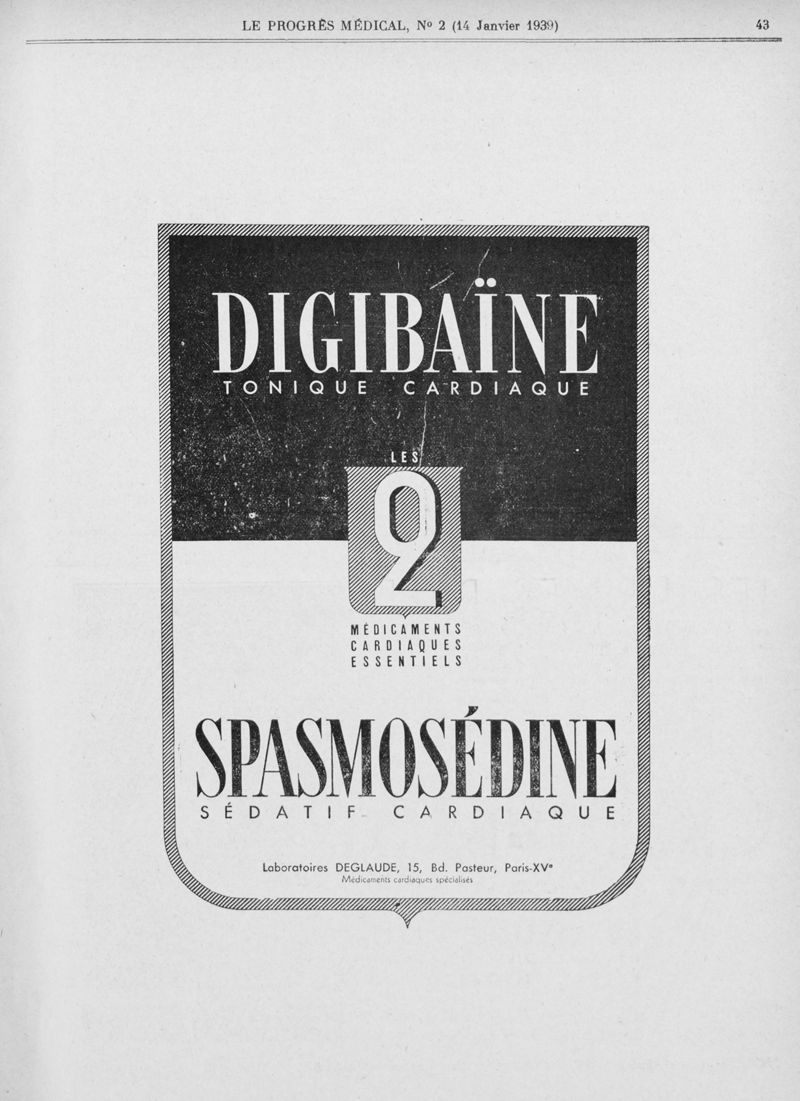 LE PROGRÈS MÉDICAL, Nº 2 (14 Janvier 1939) 43
DIGIBAÏNE
TONIQUE CARDIAQUE
LES
2
MÉDICAMENTS
CARDIAQUES
ESSENTIELS
SPASMOSÉDINE
SÉDATIF CARDIAQUE
Laboratoires DEGLAUDE, 15, Bd. Pasteur, Paris-XVᵉ
Médicaments cardiaques spécialisés